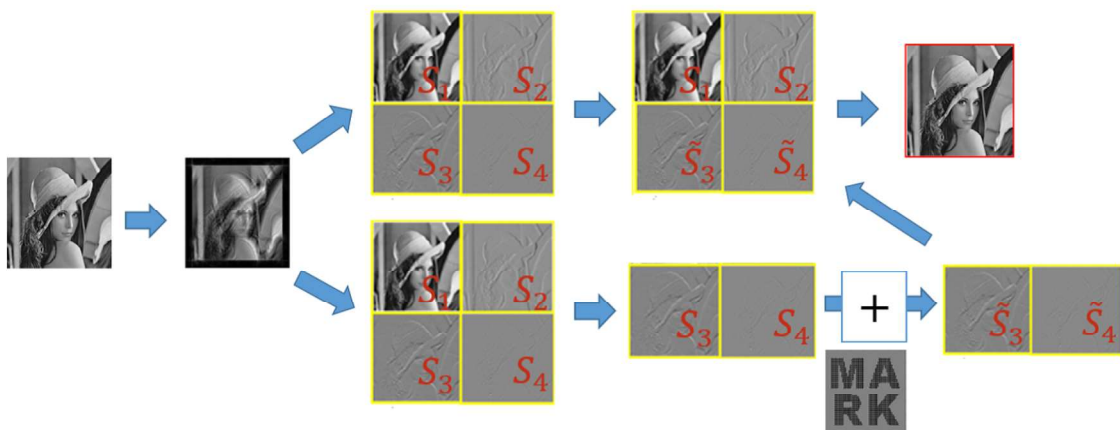 S₁ S₂
S₃ S₄
S₁ S₂
S̃₃ S̃₄
S₁ S₂
S₃ S₄
S₃ S₄
+
S̃₃ S̃₄
MA
RK